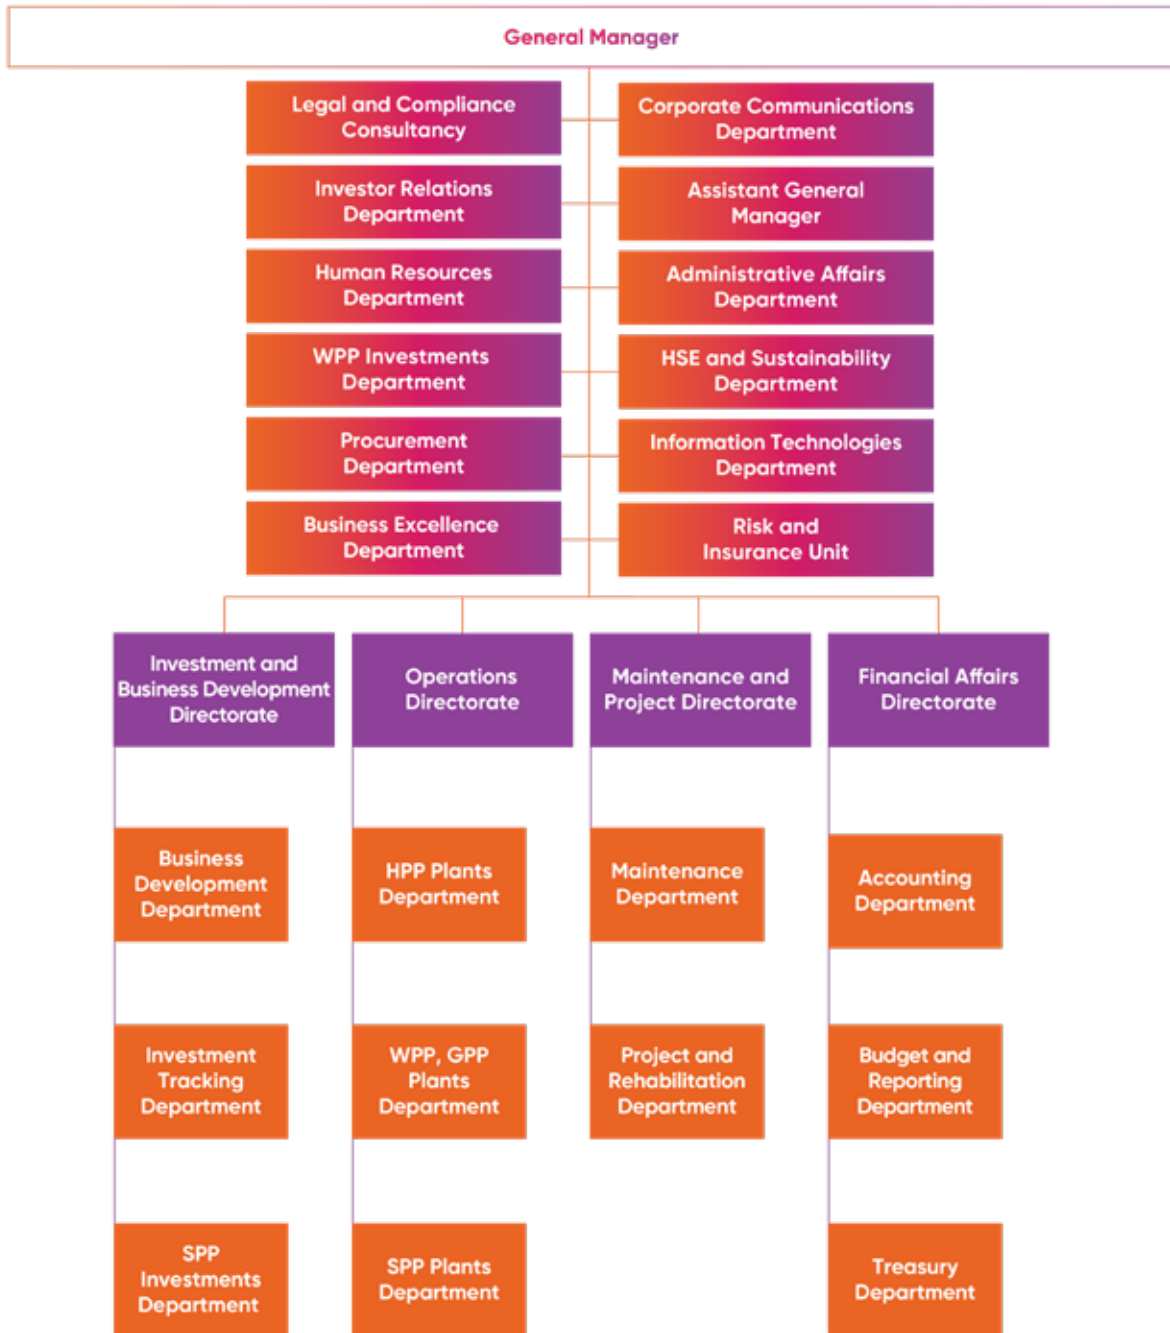 General Manager
Legal and Compliance
Consultancy
Corporate Communications
Department
Investor Relations
Department
Assistant General
Manager
Human Resources
Department
Administrative Affairs
Department
WPP Investments
Department
HSE and Sustainability
Department
Procurement
Department
Information Technologies
Department
Business Excellence
Department
Risk and
Insurance Unit
Investment and
Business Development
Directorate
Operations
Directorate
Maintenance and
Project Directorate
Financial Affairs
Directorate
Business
Development
Department
HPP Plants
Department
Maintenance
Department
Accounting
Department
Investment
Tracking
Department
WPP, GPP
Plants
Department
Project and
Rehabilitation
Department
Budget and
Reporting
Department
SPP
Investments
Department
SPP Plants
Department
Treasury
Department